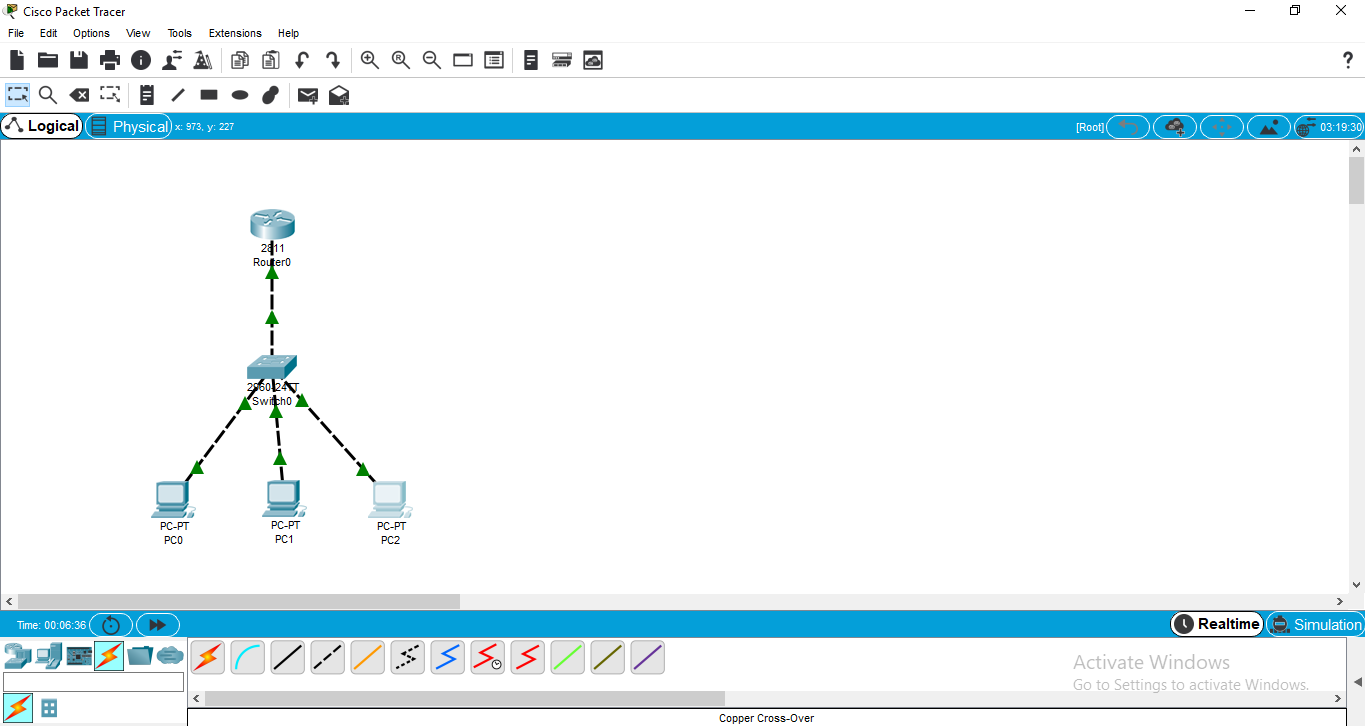 Cisco Packet Tracer
File Edit Options View Tools Extensions Help
R
?
Logical Physical x: 973, y: 227 [Root] 03:19:30
2811
Router0
2960-24TT
Switch0
PC-PT
PC0
PC-PT
PC1
PC-PT
PC2
Time: 00:06:36 Realtime Simulation
Activate Windows
Go to Settings to activate Windows.
Copper Cross-Over